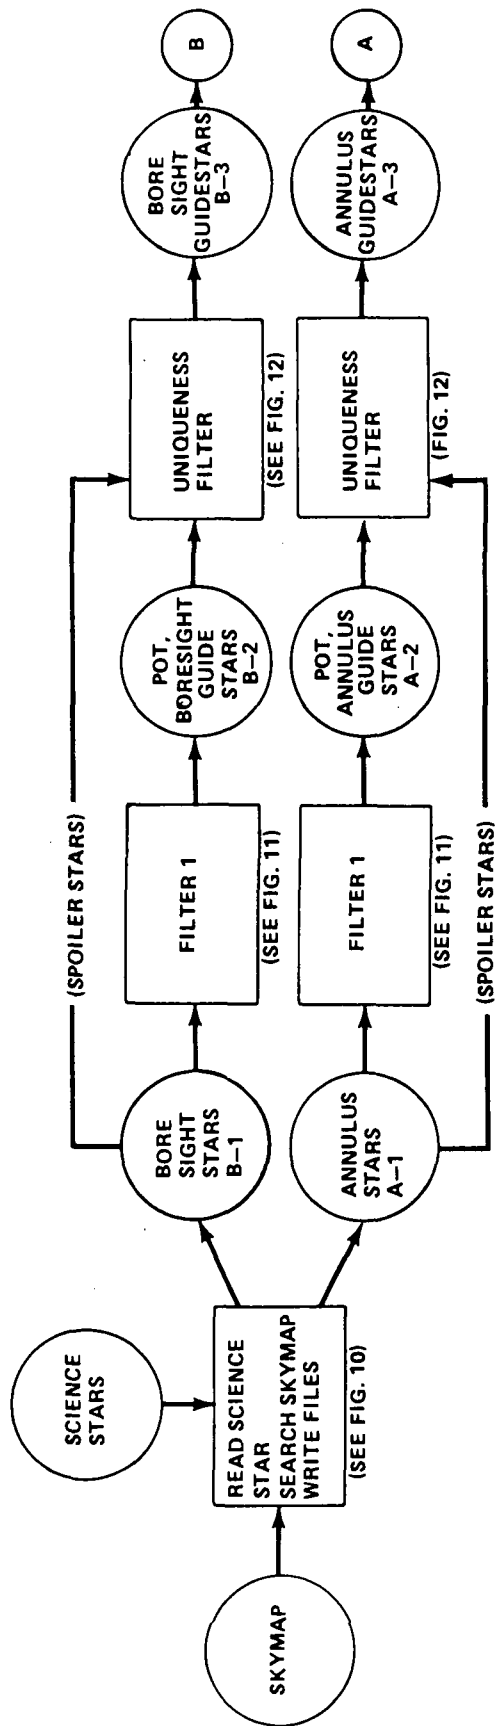 SKYMAP
SCIENCE
STARS
READ SCIENCE
STAR
SEARCH SKYMAP
WRITE FILES
(SEE FIG. 10)
(SPOILER STARS)
BORE
SIGHT
STARS
B–1
FILTER 1
(SEE FIG. 11)
POT,
BORESIGHT
GUIDE
STARS
B–2
UNIQUENESS
FILTER
(SEE FIG. 12)
BORE
SIGHT
GUIDESTARS
B–3
B
ANNULUS
STARS
A–1
FILTER 1
(SEE FIG. 11)
POT,
ANNULUS
GUIDE
STARS
A–2
UNIQUENESS
FILTER
(FIG. 12)
ANNULUS
GUIDESTARS
A–3
A
(SPOILER STARS)